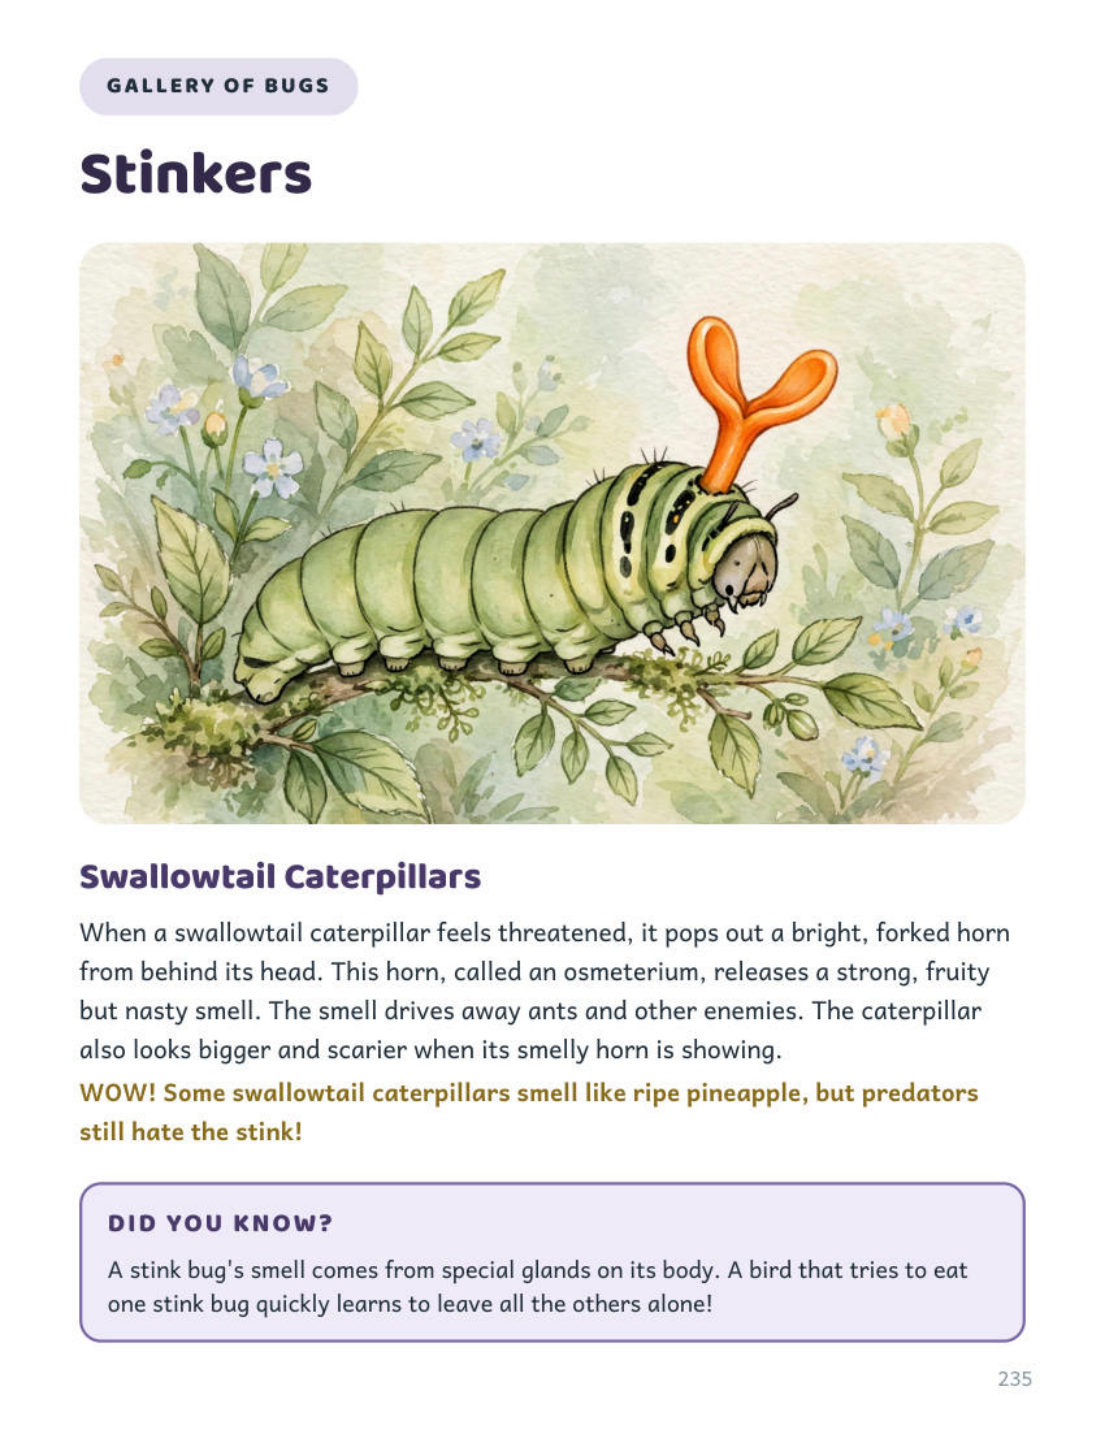 GALLERY OF BUGS
Stinkers
Swallowtail Caterpillars
When a swallowtail caterpillar feels threatened, it pops out a bright, forked horn
from behind its head. This horn, called an osmeterium, releases a strong, fruity
but nasty smell. The smell drives away ants and other enemies. The caterpillar
also looks bigger and scarier when its smelly horn is showing.
WOW! Some swallowtail caterpillars smell like ripe pineapple, but predators
still hate the stink!
DID YOU KNOW?
A stink bug's smell comes from special glands on its body. A bird that tries to eat
one stink bug quickly learns to leave all the others alone!
235